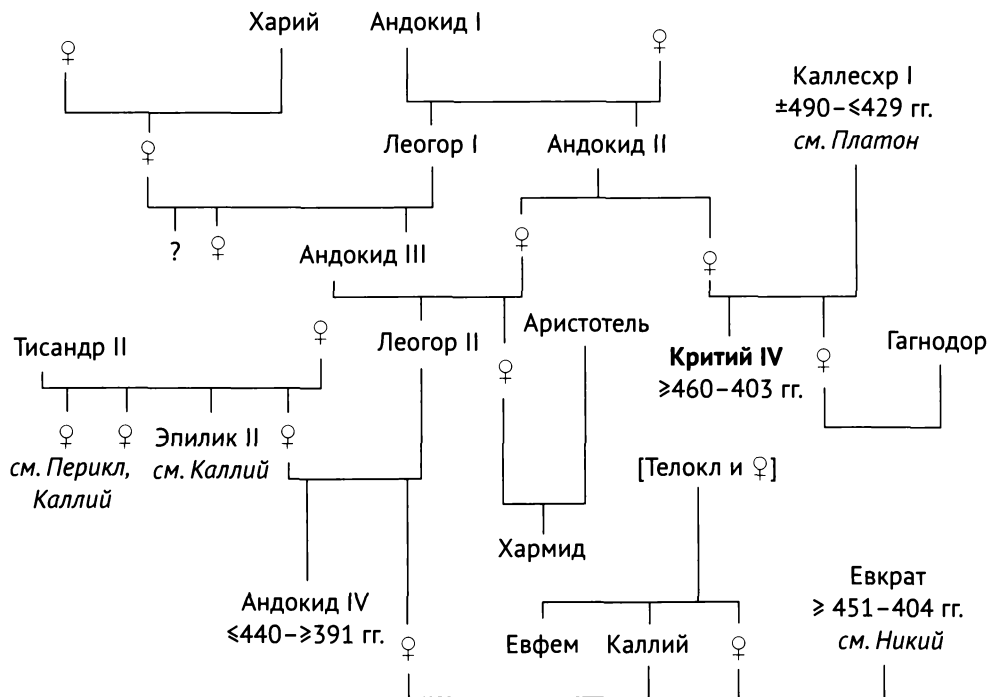 Харий
Андокид I
♀
♀
Каллесхр I
±490–≤429 гг.
см. Платон
♀
Леогор I
Андокид II
?
♀
Андокид III
♀
♀
Тисандр II
♀
Леогор II
Аристотель
♀
Критий IV
≥460–403 гг.
♀
Гагнодор
♀
♀
Эпилик II
♀
см. Перикл,
Каллий
см. Каллий
[Телокл и ♀]
Хармид
Андокид IV
≤440–≥391 гг.
♀
Евфем
Каллий
♀
Евкрат
≥ 451–404 гг.
см. Никий